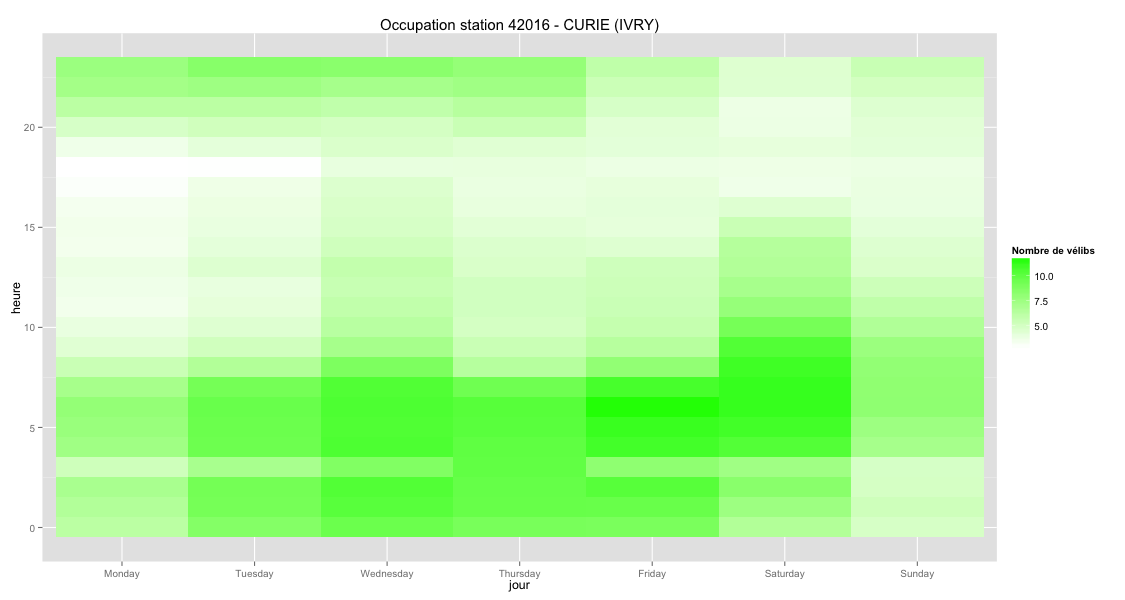 Occupation station 42016 - CURIE (IVRY)
heure
20
15
10
5
0
Monday Tuesday Wednesday Thursday Friday Saturday Sunday
jour
Nombre de vélibs
10.0
7.5
5.0